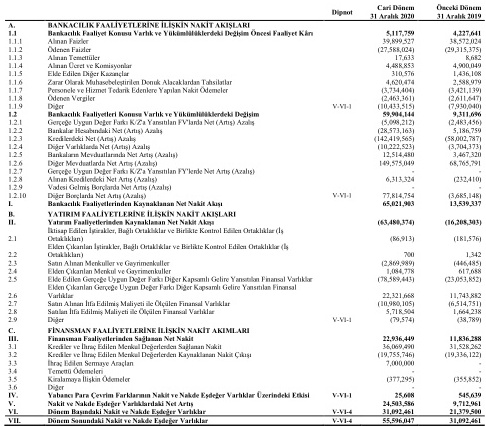 Dipnot Cari Dönem 31 Aralık 2020 Önceki Dönem 31 Aralık 2019
A. BANKACILIK FAALİYETLERİNE İLİŞKİN NAKİT AKIŞLARI
1.1 Bankacılık Faaliyet Konusu Varlık ve Yükümlülüklerdeki Değişim Öncesi Faaliyet Kârı 5,117,759 4,227,641
1.1.1 Alınan Faizler 39,899,527 38,572,024
1.1.2 Ödenen Faizler (27,588,024) (29,315,375)
1.1.3 Alınan Temettüler 17,633 8,682
1.1.4 Alınan Ücret ve Komisyonlar 4,488,853 4,900,049
1.1.5 Elde Edilen Diğer Kazançlar 310,576 1,436,108
1.1.6 Zarar Olarak Muhasebeleştirilen Donuk Alacaklardan Tahsilatlar 4,620,474 2,588,979
1.1.7 Personele ve Hizmet Tedarik Edenlere Yapılan Nakit Ödemeler (3,734,404) (3,421,139)
1.1.8 Ödenen Vergiler (2,463,361) (2,611,647)
1.1.9 Diğer V-VI-1 (10,433,515) (7,930,040)
1.2 Bankacılık Faaliyetleri Konusu Varlık ve Yükümlülüklerdeki Değişim 59,904,144 9,311,696
1.2.1 Gerçeğe Uygun Değer Farkı K/Z'a Yansıtılan FV'larda Net (Artış) Azalış (5,098,212) (2,483,456)
1.2.2 Bankalar Hesabındaki Net (Artış) Azalış (28,573,163) 5,186,759
1.2.3 Kredilerdeki Net (Artış) Azalış (142,419,565) (58,002,787)
1.2.4 Diğer Varlıklarda Net (Artış) Azalış (10,222,523) (3,704,373)
1.2.5 Bankaların Mevduatlarında Net Artış (Azalış) 12,514,480 3,467,320
1.2.6 Diğer Mevduatlarda Net Artış (Azalış) 149,575,049 68,765,791
1.2.7 Gerçeğe Uygun Değer Farkı K/Z'a Yansıtılan FY'lerde Net Artış (Azalış) - -
1.2.8 Alınan Kredilerdeki Net Artış (Azalış) 6,313,324 (232,410)
1.2.9 Vadesi Gelmiş Borçlarda Net Artış (Azalış) - -
1.2.10 Diğer Borçlarda Net Artış (Azalış) V-VI-1 77,814,754 (3,685,148)
I. Bankacılık Faaliyetlerinden Kaynaklanan Net Nakit Akışı 65,021,903 13,539,337
B. YATIRIM FAALİYETLERİNE İLİŞKİN NAKİT AKIŞLARI
II. Yatırım Faaliyetlerinden Kaynaklanan Net Nakit Akışı (63,480,374) (16,208,303)
İktisap Edilen İştirakler, Bağlı Ortaklıklar ve Birlikte Kontrol Edilen Ortaklıklar (İş
2.1 Ortaklıkları) (86,913) (181,576)
Elden Çıkarılan İştirakler, Bağlı Ortaklıklar ve Birlikte Kontrol Edilen Ortaklıklar (İş
2.2 Ortaklıkları) 700 1,342
2.3 Satın Alınan Menkuller ve Gayrimenkuller (2,869,989) (446,485)
2.4 Elden Çıkarılan Menkul ve Gayrimenkuller 1,084,778 617,688
2.5 Elde Edilen Gerçeğe Uygun Değer Farkı Diğer Kapsamlı Gelire Yansıtılan Finansal Varlıklar (78,589,443) (23,053,852)
Elden Çıkarılan Gerçeğe Uygun Değer Farkı Diğer Kapsamlı Gelire Yansıtılan Finansal
2.6 Varlıklar 22,321,668 11,743,882
2.7 Satın Alınan İtfa Edilmiş Maliyeti ile Ölçülen Finansal Varlıklar (10,980,105) (6,514,751)
2.8 Satılan İtfa Edilmiş Maliyeti ile Ölçülen Finansal Varlıklar 5,718,504 1,664,238
2.9 Diğer V-VI-1 (79,574) (38,789)
C. FİNANSMAN FAALİYETLERİNE İLİŞKİN NAKİT AKIMLARI
III. Finansman Faaliyetlerinden Sağlanan Net Nakit 22,936,449 11,836,288
3.1 Krediler ve İhraç Edilen Menkul Değerlerden Sağlanan Nakit 36,069,490 31,528,262
3.2 Krediler ve İhraç Edilen Menkul Değerlerden Kaynaklanan Nakit Çıkışı (19,755,746) (19,336,122)
3.3 İhraç Edilen Sermaye Araçları 7,000,000 -
3.4 Temettü Ödemeleri - -
3.5 Kiralamaya İlişkin Ödemeler (377,295) (355,852)
3.6 Diğer - -
IV. Yabancı Para Çevrim Farklarının Nakit ve Nakde Eşdeğer Varlıklar Üzerindeki Etkisi V-VI-1 25,608 545,639
V. Nakit ve Nakde Eşdeğer Varlıklardaki Net Artış 24,503,586 9,712,961
VI. Dönem Başındaki Nakit ve Nakde Eşdeğer Varlıklar V-VI-4 31,092,461 21,379,500
VII. Dönem Sonundaki Nakit ve Nakde Eşdeğer Varlıklar V-VI-4 55,596,047 31,092,461